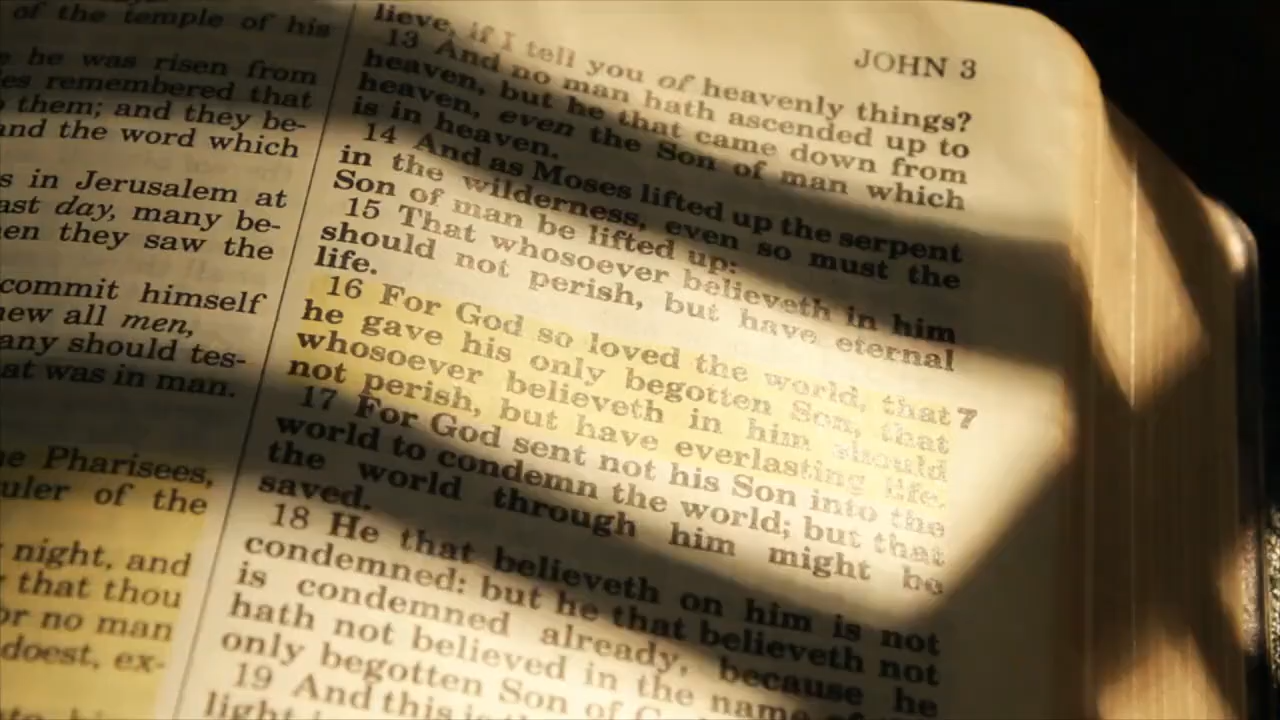 of the temple of his
he was risen from
remembered that
them; and they be-
and the word which
in Jerusalem at
day, many be-
they saw the
commit himself
all men,
any should tes-
at was in man.
Pharisees,
of the
night, and
that thou
or no man
doest, ex-
JOHN 3
lieve, if I tell you of heavenly things?
13 And no man hath ascended up to
heaven, but he that came down from
heaven, even the Son of man which
is in heaven.
14 And as Moses lifted up the serpent
in the wilderness, even so must the
Son of man be lifted up:
15 That whosoever believeth in him
should not perish, but have eternal
life.
16 For God so loved the world, that 7
he gave his only begotten Son, that
whosoever believeth in him should
not perish, but have everlasting life.
17 For God sent not his Son into the
world to condemn the world; but that
the world through him might be
saved.
18 He that believeth on him is not
condemned: but he that believeth not
is condemned already, because he
hath not believed in the name of
only begotten Son of
19 And this is
light